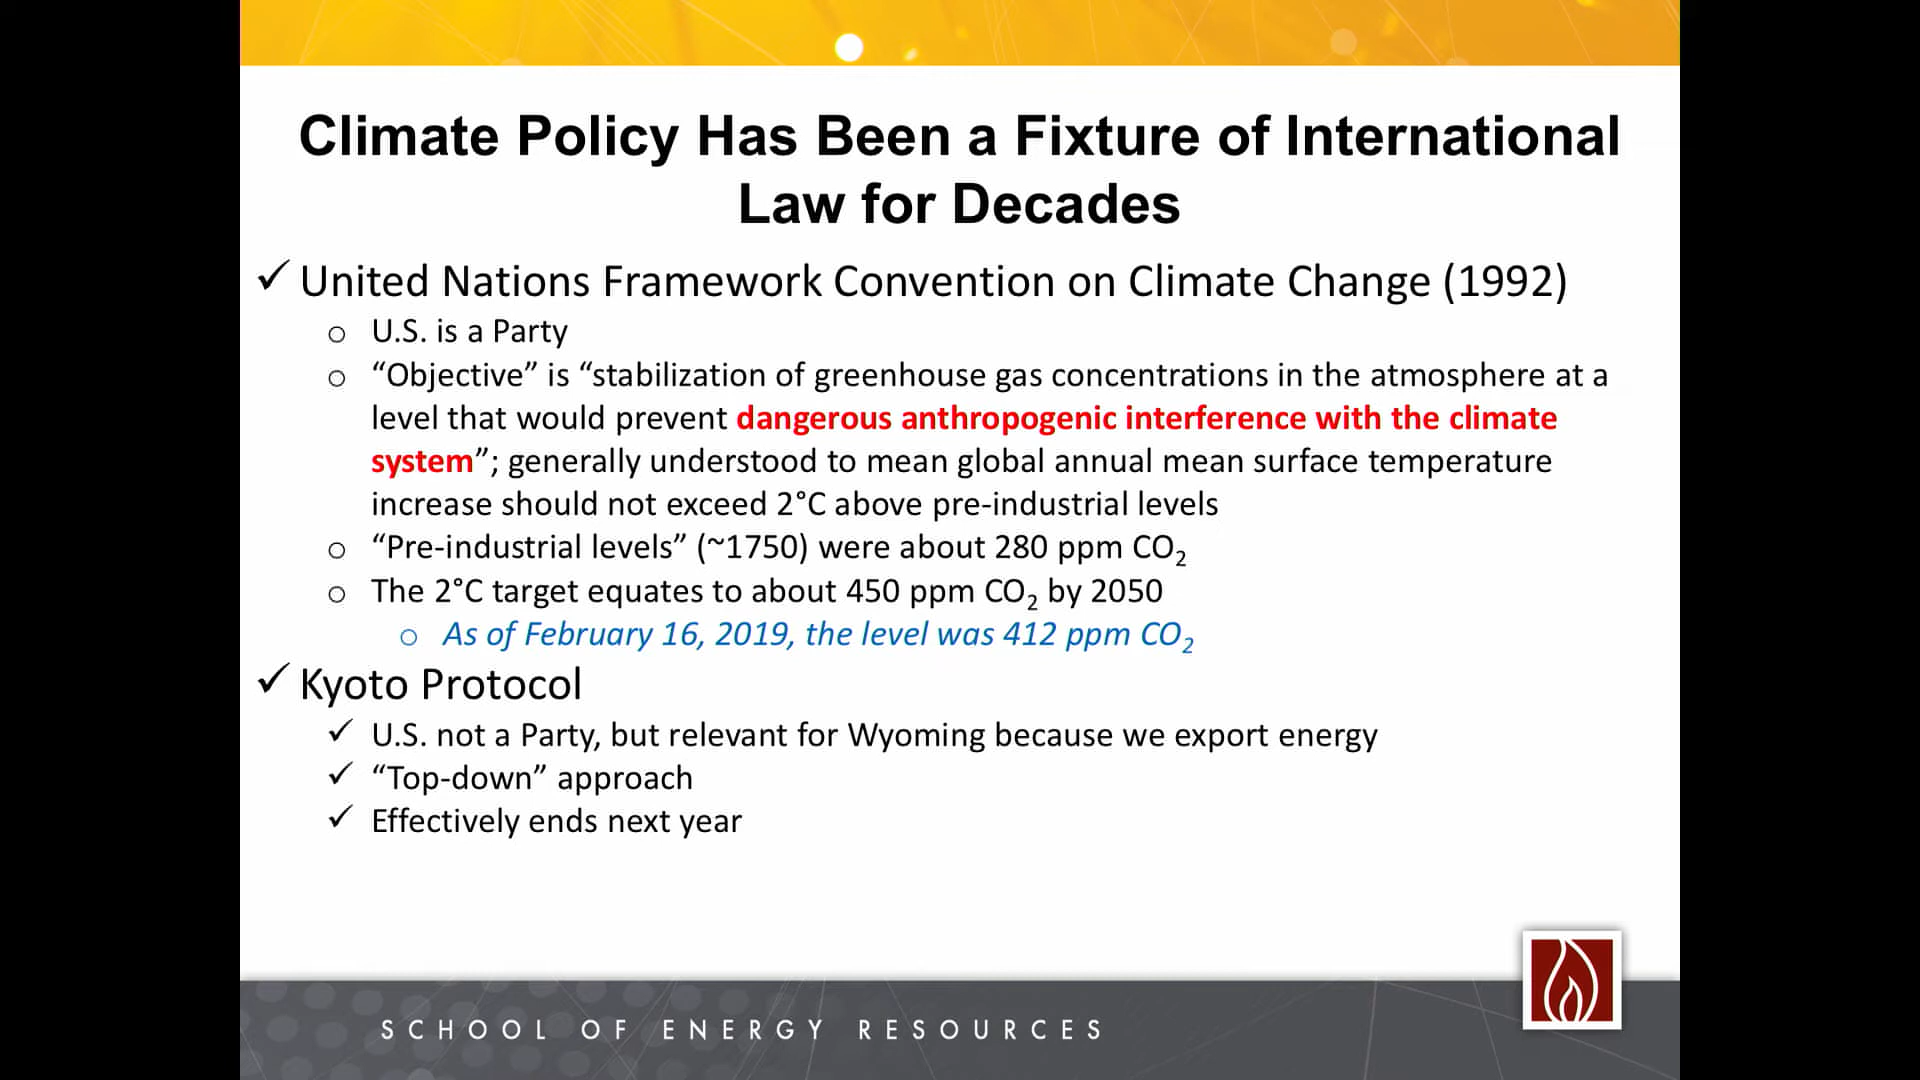 Climate Policy Has Been a Fixture of International
Law for Decades
✓ United Nations Framework Convention on Climate Change (1992)
o U.S. is a Party
o “Objective” is “stabilization of greenhouse gas concentrations in the atmosphere at a
level that would prevent dangerous anthropogenic interference with the climate
system”; generally understood to mean global annual mean surface temperature
increase should not exceed 2°C above pre-industrial levels
o “Pre-industrial levels” (~1750) were about 280 ppm CO₂
o The 2°C target equates to about 450 ppm CO₂ by 2050
o As of February 16, 2019, the level was 412 ppm CO₂
✓ Kyoto Protocol
✓ U.S. not a Party, but relevant for Wyoming because we export energy
✓ “Top-down” approach
✓ Effectively ends next year
SCHOOL OF ENERGY RESOURCES